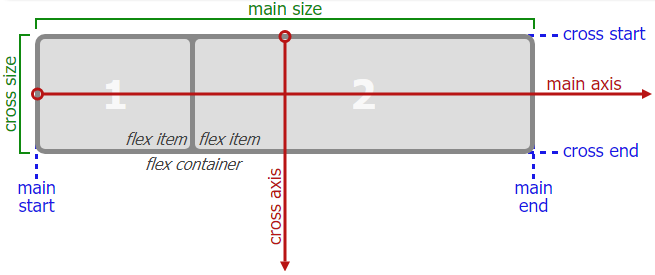 main size
cross start
cross size
1
2
main axis
flex item
flex item
cross end
flex container
main
start
cross axis
main
end